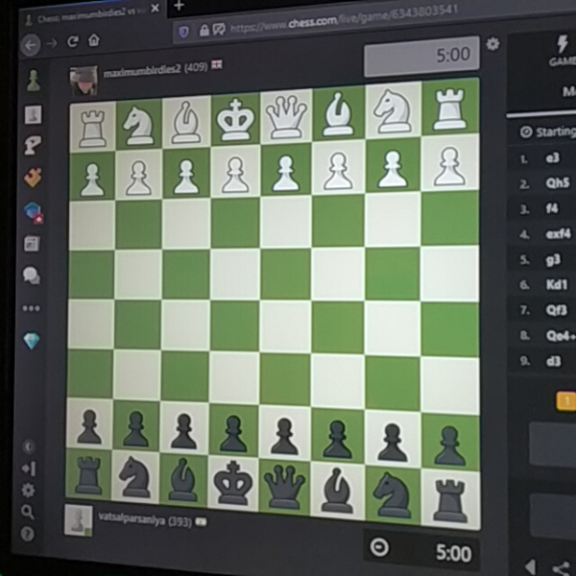 Chess: maximumbirdies2 vs
https://www.chess.com/live/game/6343803541
maximumbirdies2 (409)
5:00
vatsalparsaniya (393)
5:00
GAME
Starting
1. e3
2. Qh5
3. f4
4. exf4
5. g3
6. Kd1
7. Qf3
8. Qe4+
9. d3
1